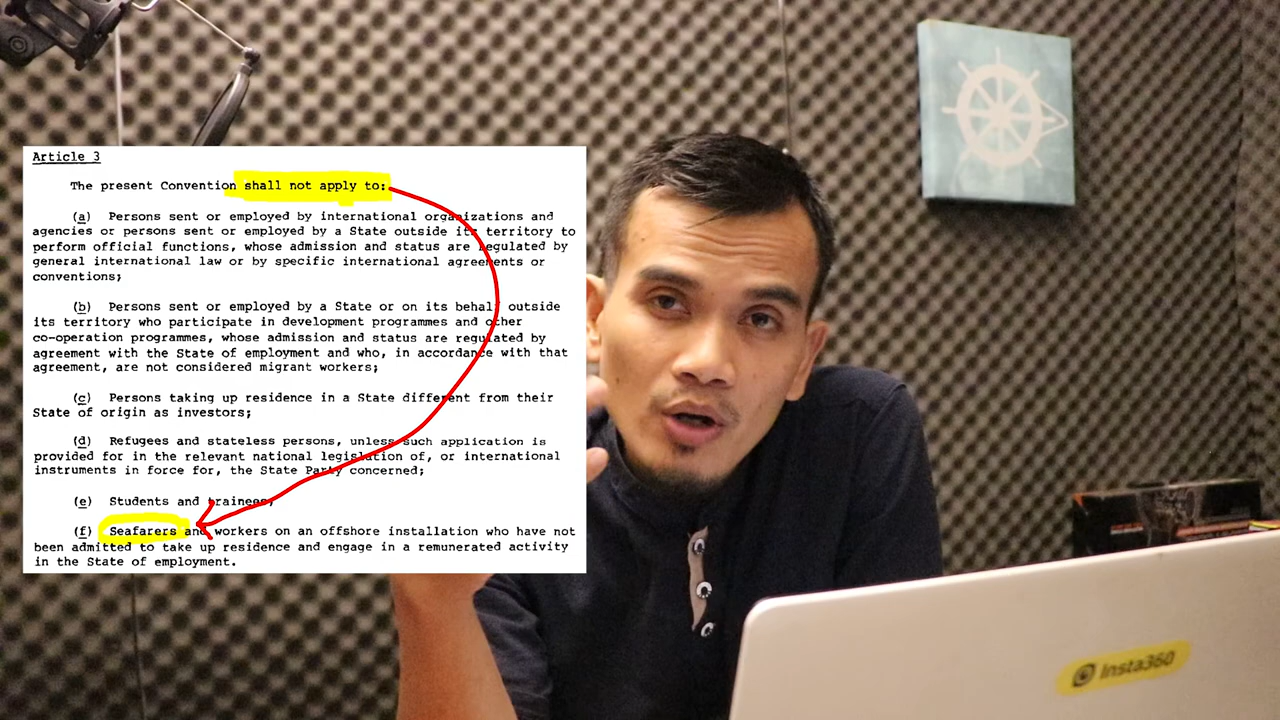 Article 3
The present Convention shall not apply to:
(a) Persons sent or employed by international organizations and
agencies or persons sent or employed by a State outside its territory to
perform official functions, whose admission and status are regulated by
general international law or by specific international agreements or
conventions;
(b) Persons sent or employed by a State or on its behalf outside
its territory who participate in development programmes and other
co-operation programmes, whose admission and status are regulated by
agreement with the State of employment and who, in accordance with that
agreement, are not considered migrant workers;
(c) Persons taking up residence in a State different from their
State of origin as investors;
(d) Refugees and stateless persons, unless such application is
provided for in the relevant national legislation of, or international
instruments in force for, the State Party concerned;
(e) Students and trainees;
(f) Seafarers and workers on an offshore installation who have not
been admitted to take up residence and engage in a remunerated activity
in the State of employment.
Insta360